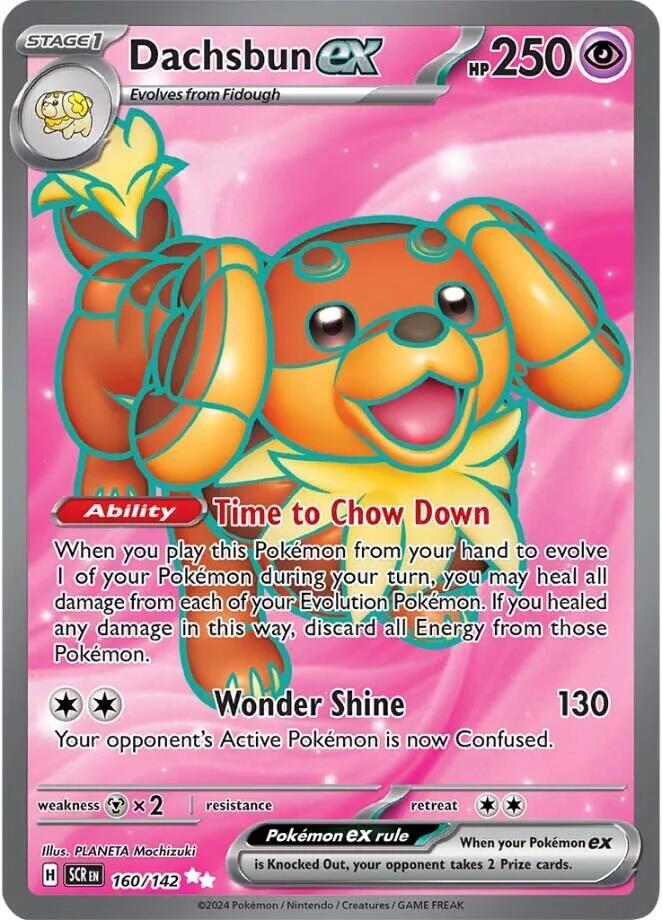 STAGE1
Dachsbun ex HP 250
Evolves from Fidough
Ability Time to Chow Down
When you play this Pokémon from your hand to evolve
1 of your Pokémon during your turn, you may heal all
damage from each of your Evolution Pokémon. If you healed
any damage in this way, discard all Energy from those
Pokémon.
Wonder Shine 130
Your opponent's Active Pokémon is now Confused.
weakness ×2 resistance retreat
Pokémon ex rule When your Pokémon ex
is Knocked Out, your opponent takes 2 Prize cards.
Illus. PLANETA Mochizuki
H SCR EN 160/142
©2024 Pokémon / Nintendo / Creatures / GAME FREAK